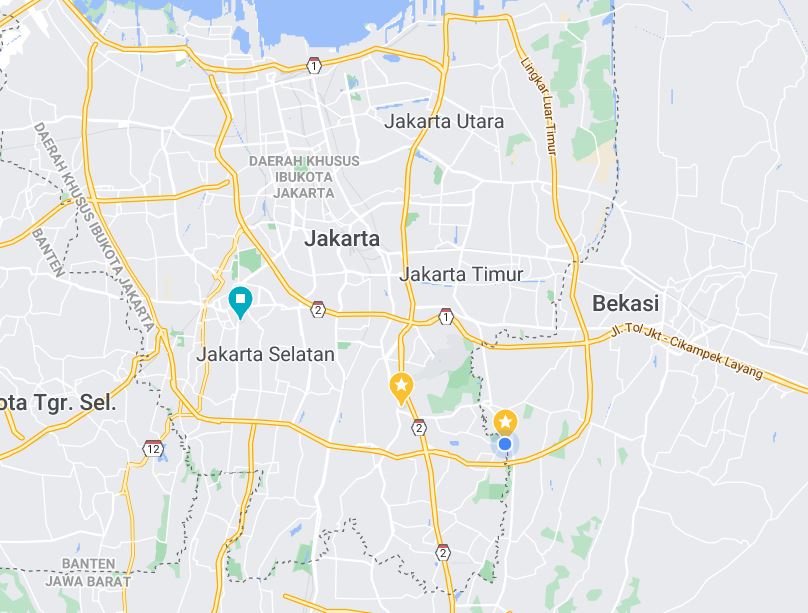 1
Lingkar Luar Timur
Jakarta Utara
DAERAH KHUSUS IBUKOTA JAKARTA
BANTEN
DAERAH KHUSUS
IBUKOTA
JAKARTA
Jakarta
Jakarta Timur
Bekasi
2
1
Jl. Tol Jkt - Cikampek Layang
Jakarta Selatan
ota Tgr. Sel.
2
12
2
BANTEN
JAWA BARAT